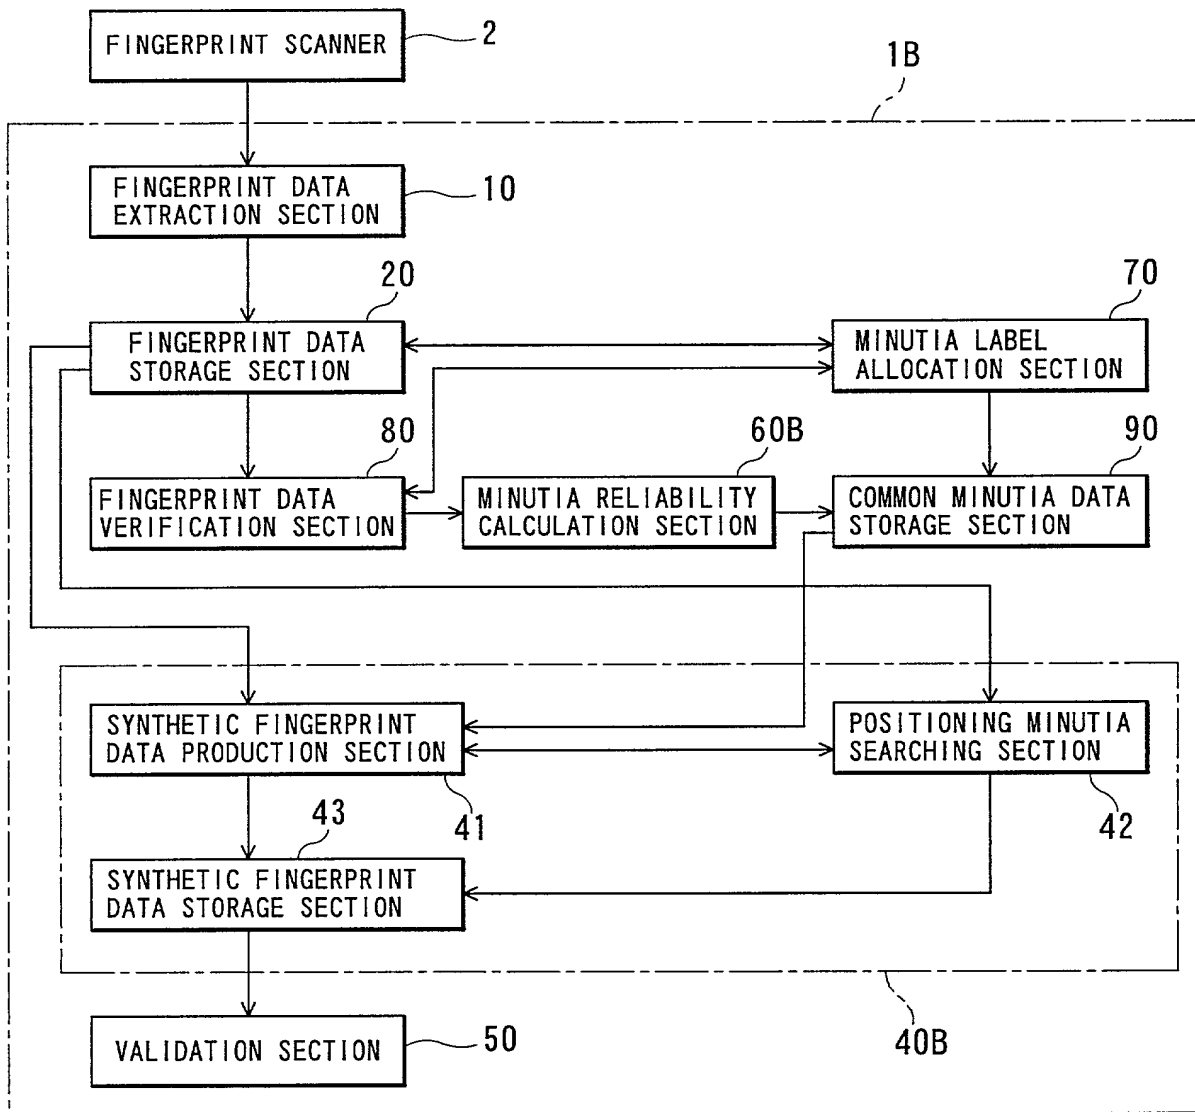 FINGERPRINT SCANNER
2
1B
FINGERPRINT DATA
EXTRACTION SECTION
10
20
70
FINGERPRINT DATA
STORAGE SECTION
MINUTIA LABEL
ALLOCATION SECTION
80
60B
90
FINGERPRINT DATA
VERIFICATION SECTION
MINUTIA RELIABILITY
CALCULATION SECTION
COMMON MINUTIA DATA
STORAGE SECTION
SYNTHETIC FINGERPRINT
DATA PRODUCTION SECTION
POSITIONING MINUTIA
SEARCHING SECTION
43
41
42
SYNTHETIC FINGERPRINT
DATA STORAGE SECTION
VALIDATION SECTION
50
40B